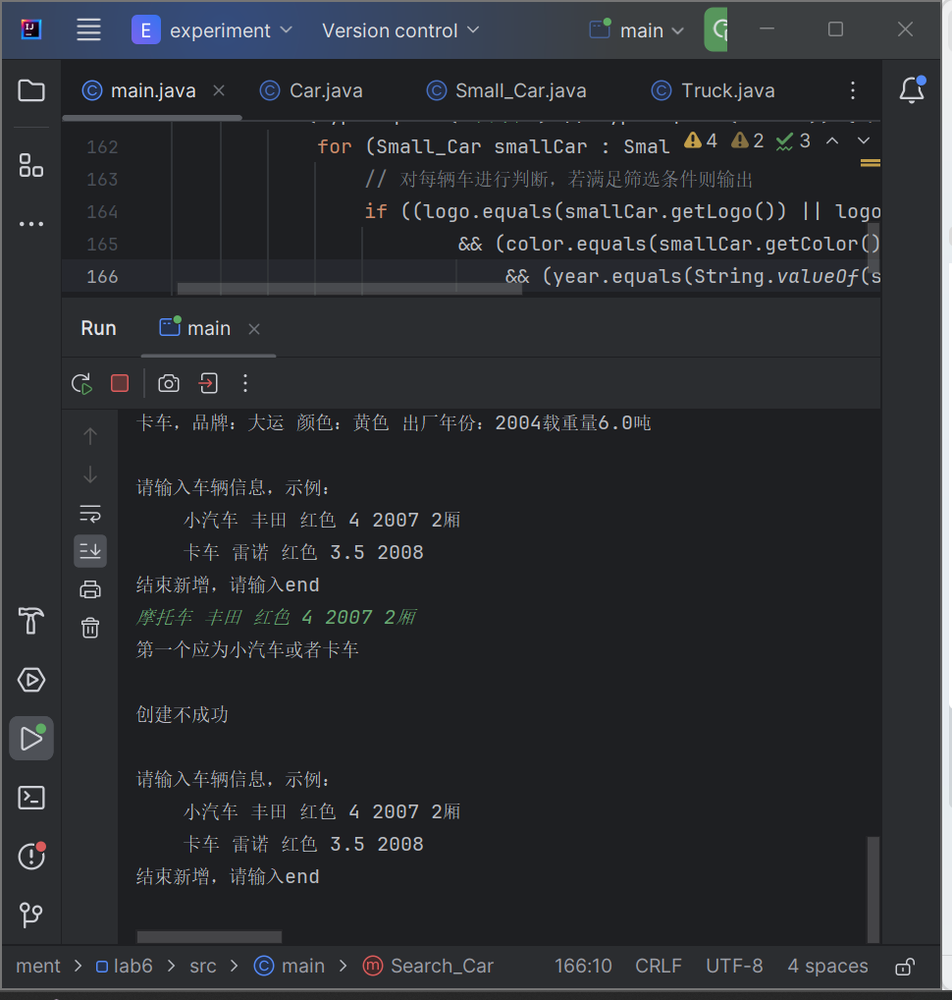 E experiment Version control main
main.java Car.java Small_Car.java Truck.java
162 for (Small_Car smallCar : Smal 4 2 3
163 // 对每辆车进行判断，若满足筛选条件则输出
164 if ((logo.equals(smallCar.getLogo()) || logo
165 && (color.equals(smallCar.getColor()
166 && (year.equals(String.valueOf(s
Run main
卡车，品牌：大运 颜色：黄色 出厂年份：2004载重量6.0吨
请输入车辆信息，示例：
小汽车 丰田 红色 4 2007 2厢
卡车 雷诺 红色 3.5 2008
结束新增，请输入end
摩托车 丰田 红色 4 2007 2厢
第一个应为小汽车或者卡车
创建不成功
请输入车辆信息，示例：
小汽车 丰田 红色 4 2007 2厢
卡车 雷诺 红色 3.5 2008
结束新增，请输入end
ment > lab6 > src > main > Search_Car 166:10 CRLF UTF-8 4 spaces